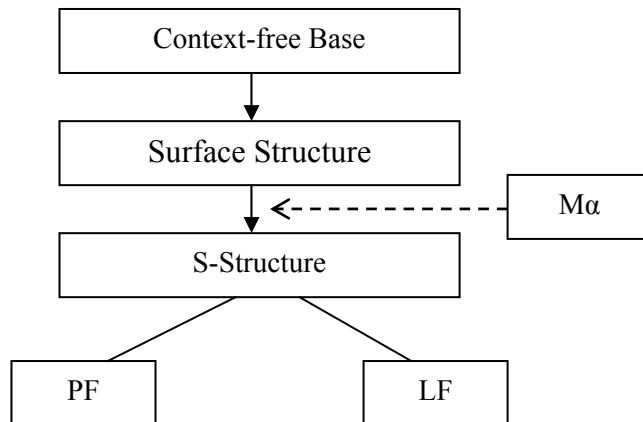 Context-free Base
Surface Structure
Mα
S-Structure
PF
LF